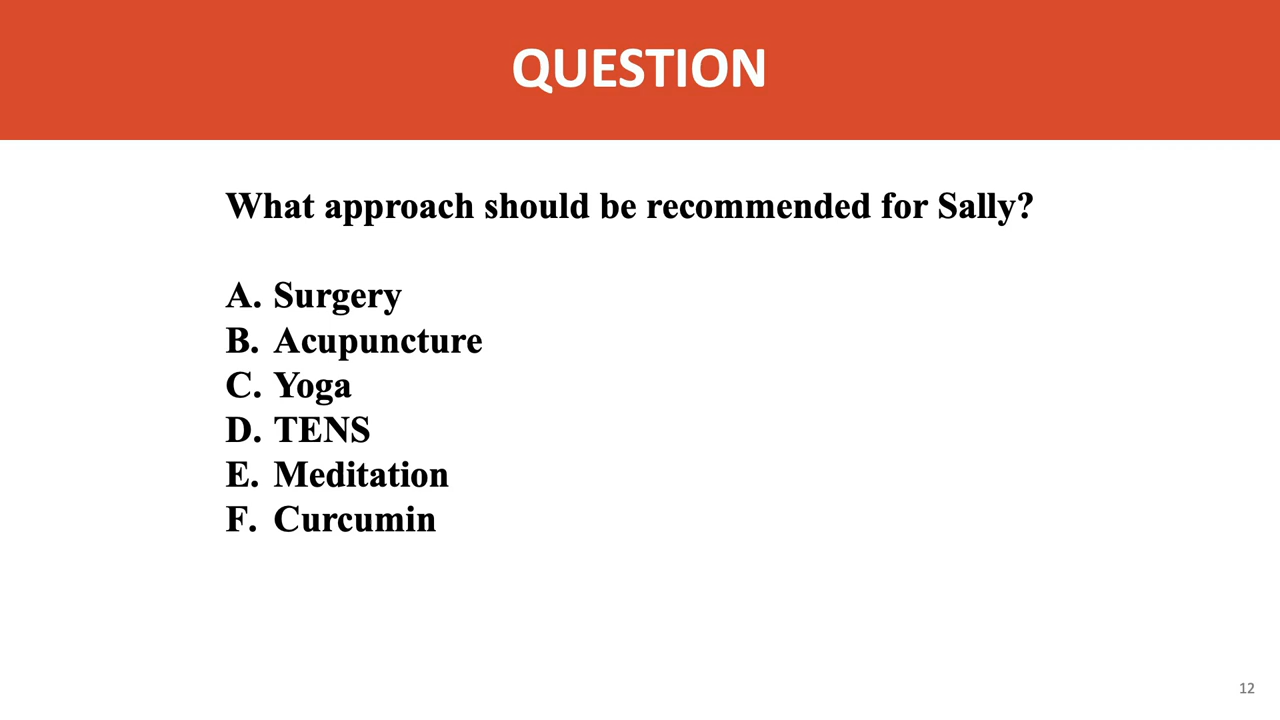 QUESTION
What approach should be recommended for Sally?
A. Surgery
B. Acupuncture
C. Yoga
D. TENS
E. Meditation
F. Curcumin
12